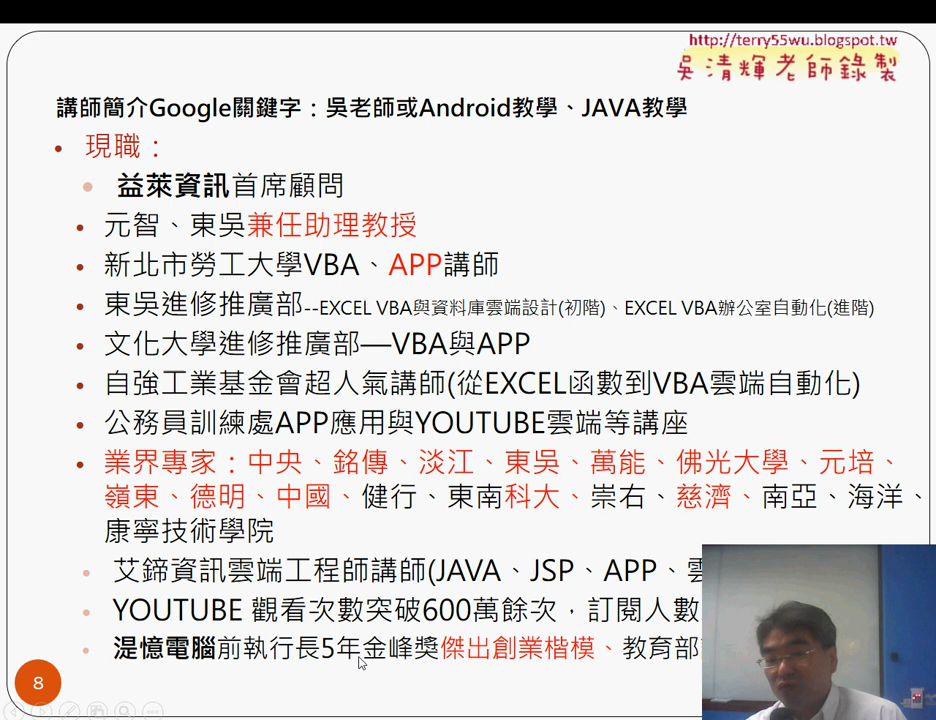 http://terry55wu.blogspot.tw
吳清輝老師錄製
講師簡介Google關鍵字：吳老師或Android教學、JAVA教學
• 現職：
• 益萊資訊首席顧問
• 元智、東吳兼任助理教授
• 新北市勞工大學VBA、APP講師
• 東吳進修推廣部--EXCEL VBA與資料庫雲端設計(初階)、EXCEL VBA辦公室自動化(進階)
• 文化大學進修推廣部—VBA與APP
• 自強工業基金會超人氣講師(從EXCEL函數到VBA雲端自動化)
• 公務員訓練處APP應用與YOUTUBE雲端等講座
• 業界專家：中央、銘傳、淡江、東吳、萬能、佛光大學、元培、
嶺東、德明、中國、健行、東南科大、崇右、慈濟、南亞、海洋、
康寧技術學院
• 艾鍗資訊雲端工程師講師(JAVA、JSP、APP、雲
• YOUTUBE 觀看次數突破600萬餘次，訂閱人數
• 湜憶電腦前執行長5年金峰獎傑出創業楷模、教育部
8